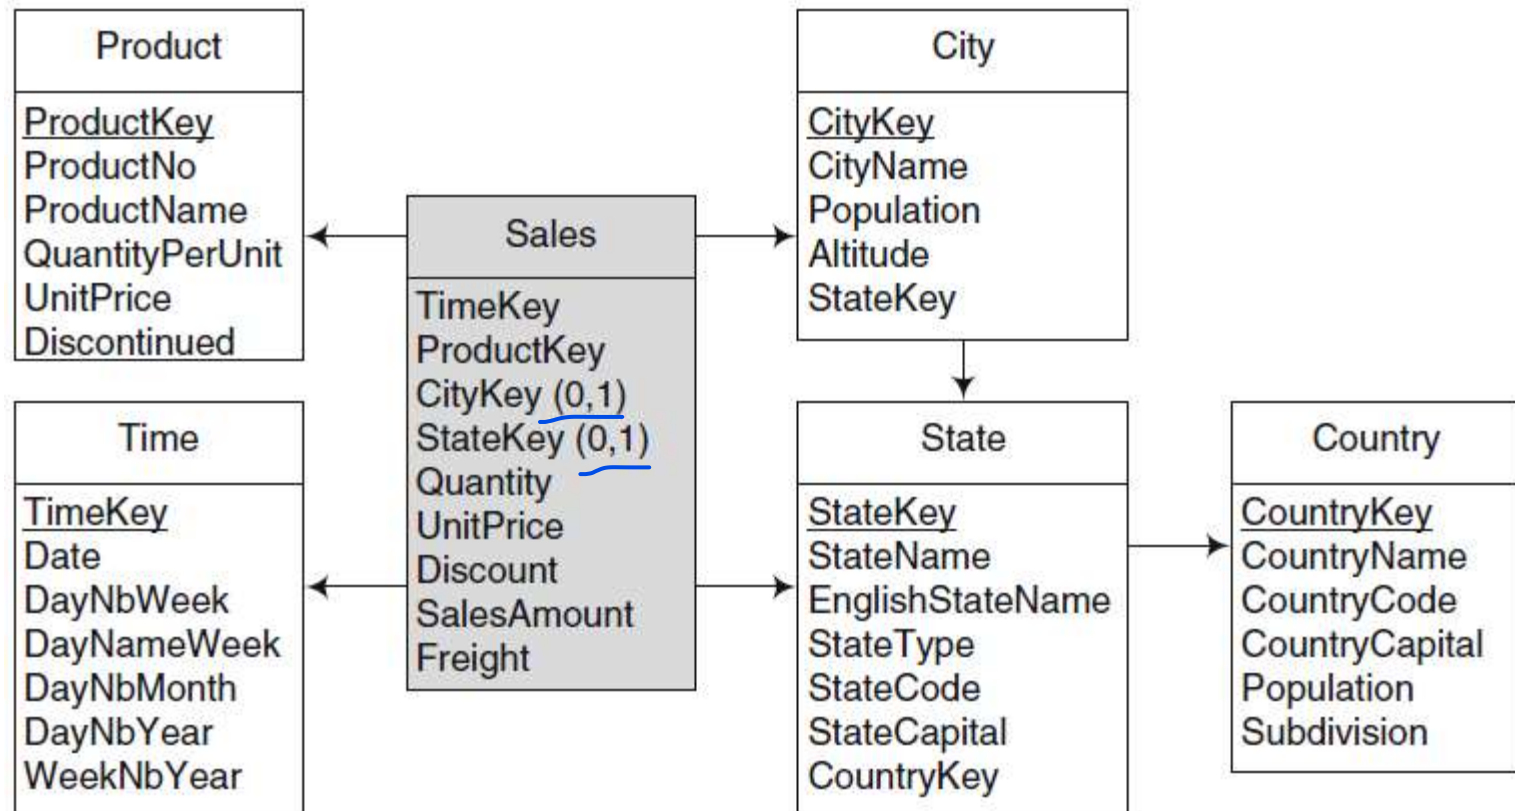 Product
ProductKey
ProductNo
ProductName
QuantityPerUnit
UnitPrice
Discontinued
Time
TimeKey
Date
DayNbWeek
DayNameWeek
DayNbMonth
DayNbYear
WeekNbYear
Sales
TimeKey
ProductKey
CityKey (0,1)
StateKey (0,1)
Quantity
UnitPrice
Discount
SalesAmount
Freight
City
CityKey
CityName
Population
Altitude
StateKey
State
StateKey
StateName
EnglishStateName
StateType
StateCode
StateCapital
CountryKey
Country
CountryKey
CountryName
CountryCode
CountryCapital
Population
Subdivision